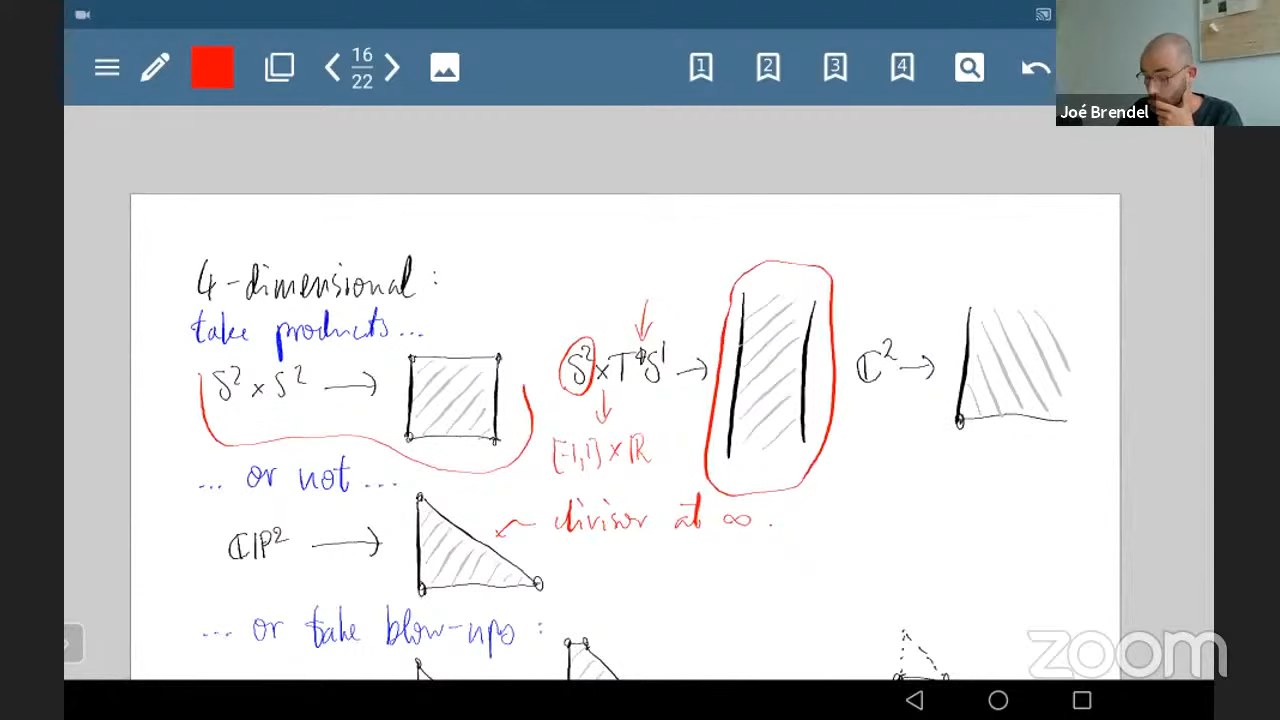 16
22
1
2
3
4
Joé Brendel
4-dimensional :
take products...
S² × S² →
S² × T*S¹ →
ℂ² →
[-1,1] × ℝ
... or not ...
divisor at ∞ .
ℂP² →
... or take blow-ups :
zoom